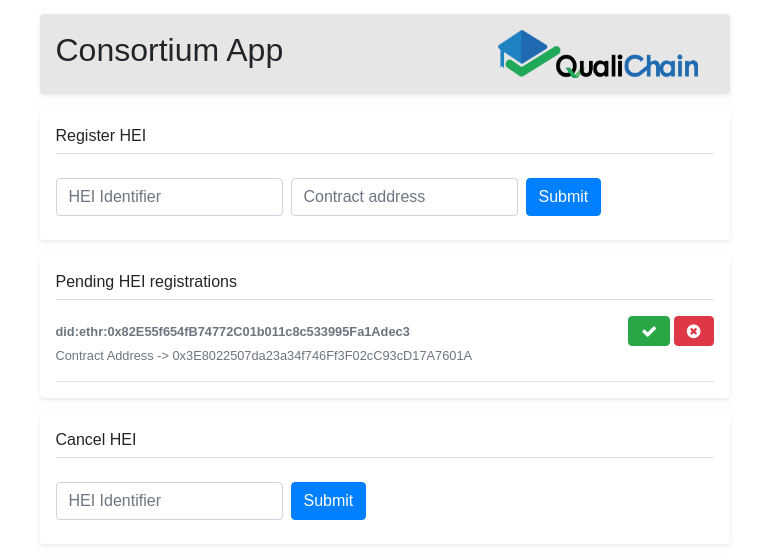 Consortium App
QualiChain
Register HEI
HEI Identifier
Contract address
Submit
Pending HEI registrations
did:ethr:0x82E55f654fB74772C01b011c8c533995Fa1Adec3
Contract Address -> 0x3E8022507da23a34f746Ff3F02cC93cD17A7601A
Cancel HEI
HEI Identifier
Submit